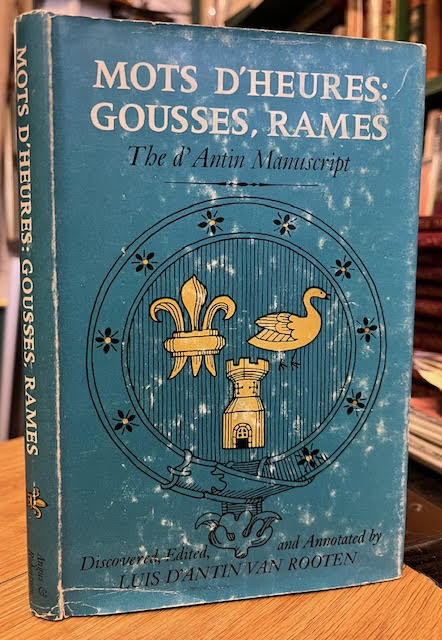 MOTS D'HEURES:
GOUSSES, RAMES
The d'Antin Manuscript
Discovered, Edited, and Annotated by
LUIS D'ANTIN VAN ROOTEN
MOTS D'HEURES: GOUSSES RAMES
Angus &